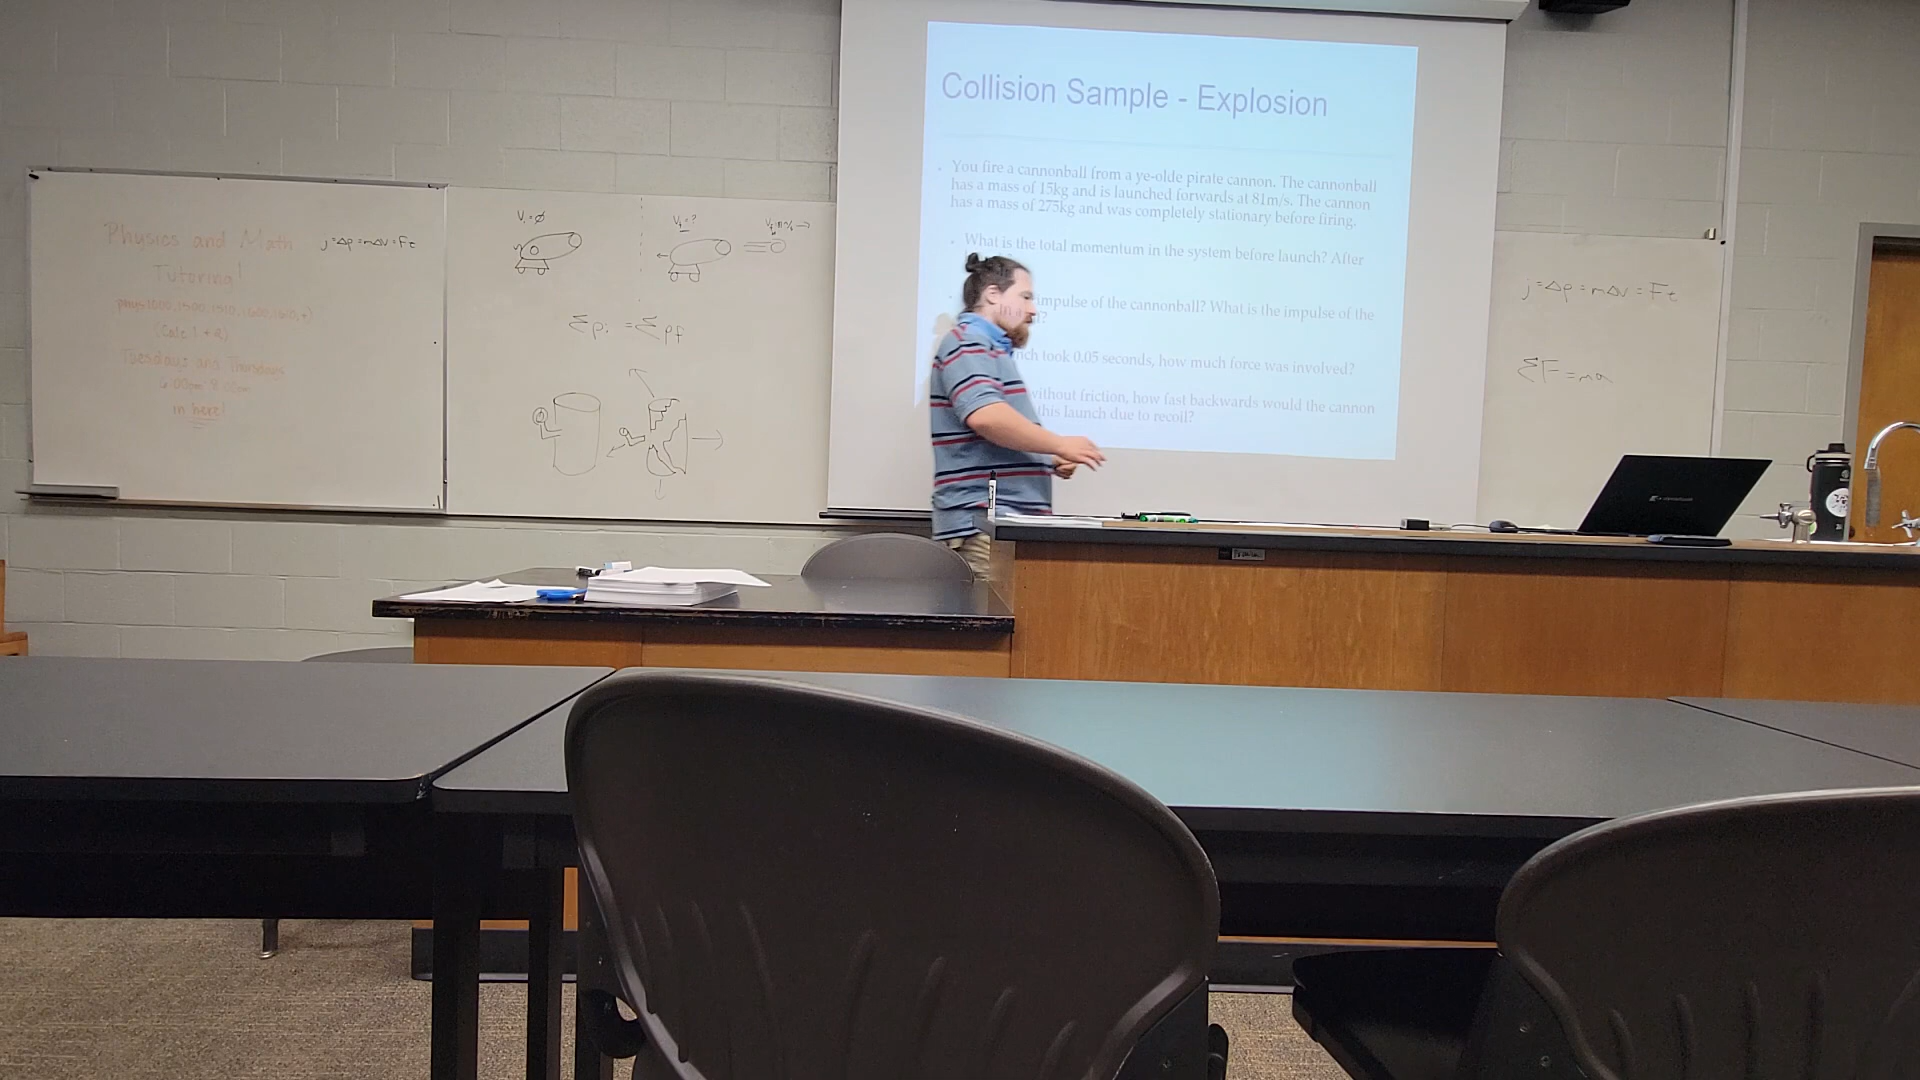 Physics and Math
Tutoring!
Tuesdays and Thursdays
in here!
j=Δp=mΔv=Ft
Vi=∅
Vf=?
Σpi=Σpf
Collision Sample - Explosion
You fire a cannonball from a ye-olde pirate cannon. The cannonball
has a mass of 15kg and is launched forwards at 81m/s. The cannon
has a mass of 275kg and was completely stationary before firing.
What is the total momentum in the system before launch? After
impulse of the cannonball? What is the impulse of the
took 0.05 seconds, how much force was involved?
without friction, how fast backwards would the cannon
this launch due to recoil?
j=Δp=mΔv=Ft
ΣF=ma